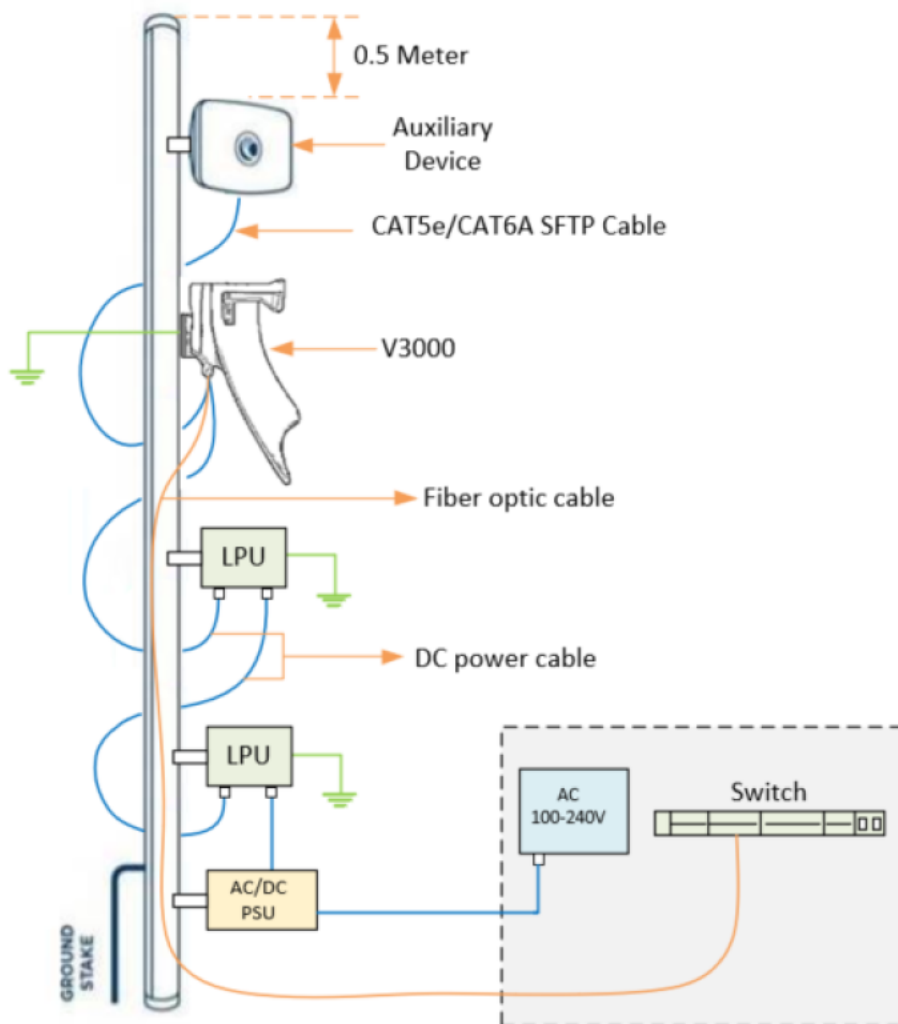 0.5 Meter
Auxiliary
Device
CAT5e/CAT6A SFTP Cable
V3000
Fiber optic cable
LPU
DC power cable
LPU
AC
100-240V
Switch
AC/DC
PSU
GROUND
STAKE